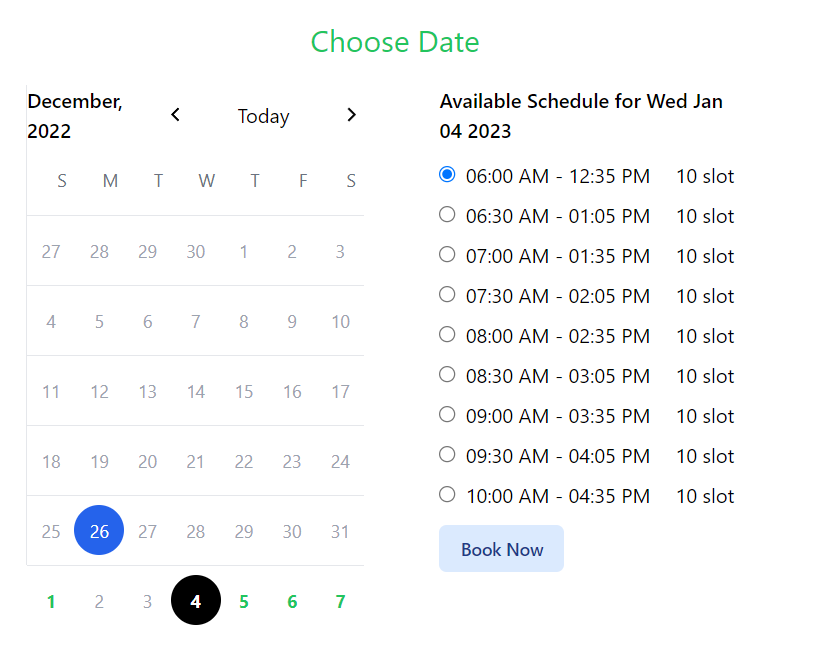 Choose Date
December,
2022
Today
S M T W T F S
27 28 29 30 1 2 3
4 5 6 7 8 9 10
11 12 13 14 15 16 17
18 19 20 21 22 23 24
25 26 27 28 29 30 31
1 2 3 4 5 6 7
Available Schedule for Wed Jan
04 2023
06:00 AM - 12:35 PM 10 slot
06:30 AM - 01:05 PM 10 slot
07:00 AM - 01:35 PM 10 slot
07:30 AM - 02:05 PM 10 slot
08:00 AM - 02:35 PM 10 slot
08:30 AM - 03:05 PM 10 slot
09:00 AM - 03:35 PM 10 slot
09:30 AM - 04:05 PM 10 slot
10:00 AM - 04:35 PM 10 slot
Book Now